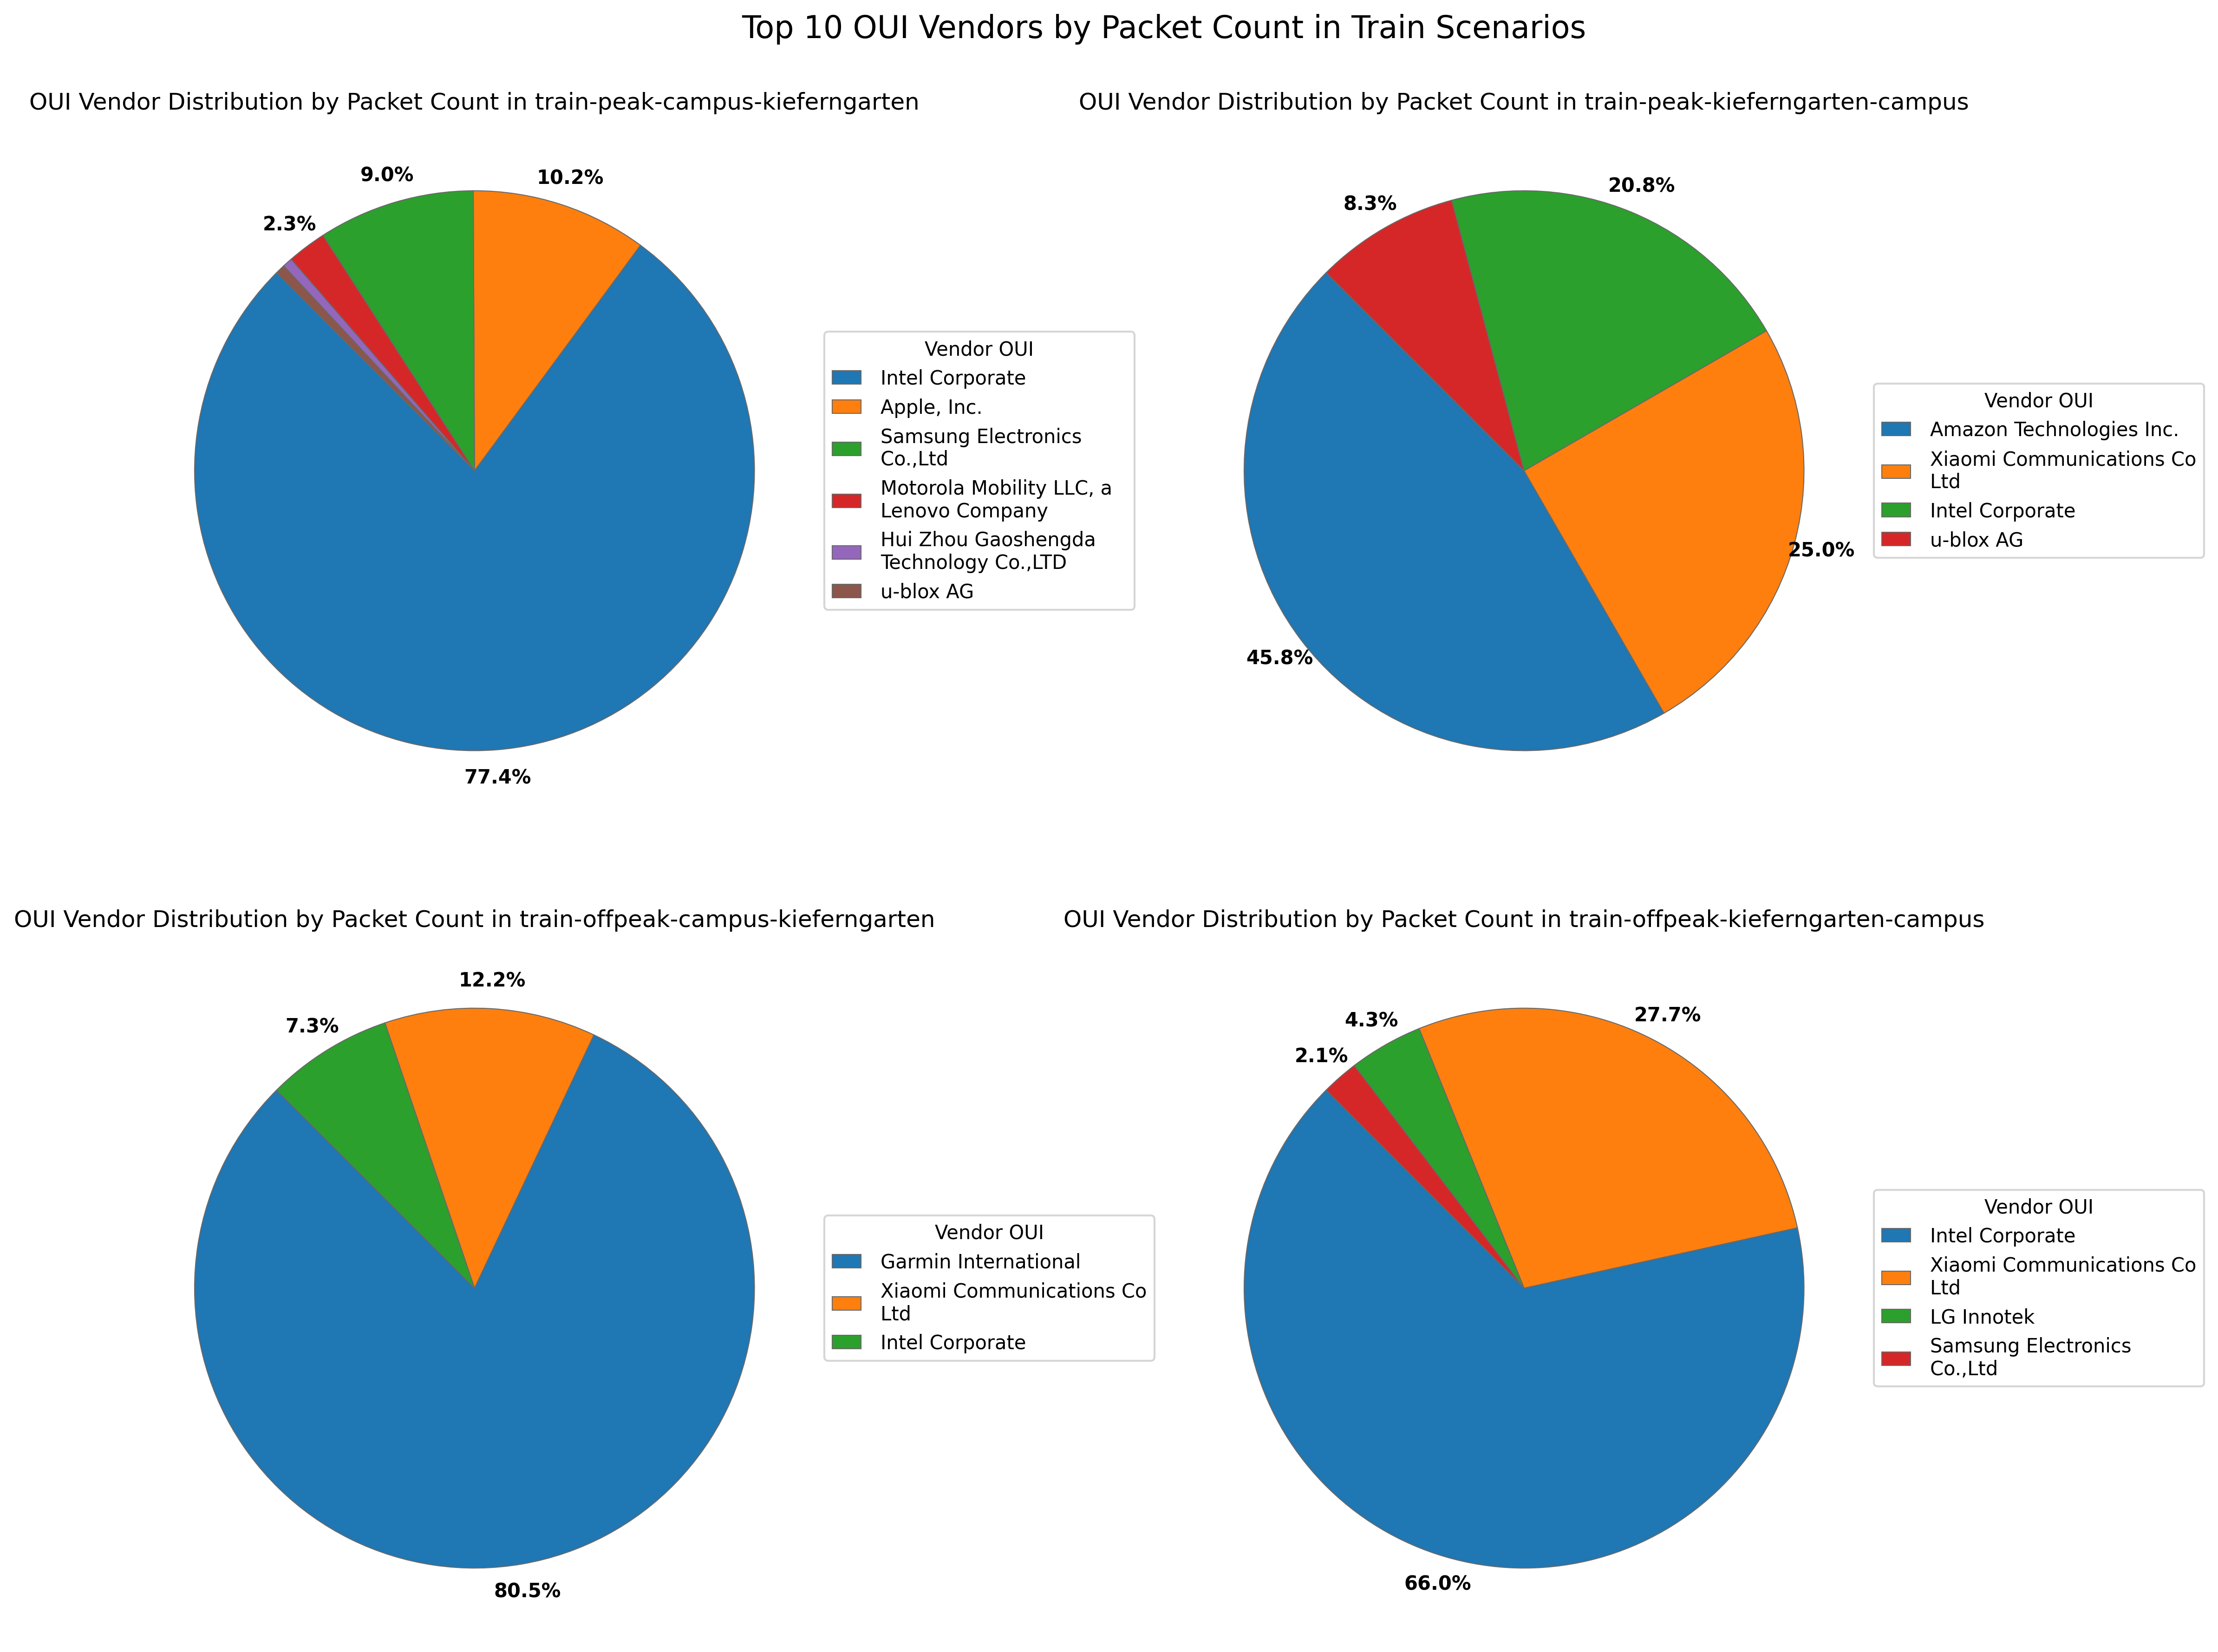 Top 10 OUI Vendors by Packet Count in Train Scenarios
OUI Vendor Distribution by Packet Count in train-peak-campus-kieferngarten
9.0%
10.2%
2.3%
77.4%
Vendor OUI
Intel Corporate
Apple, Inc.
Samsung Electronics
Co.,Ltd
Motorola Mobility LLC, a
Lenovo Company
Hui Zhou Gaoshengda
Technology Co.,LTD
u-blox AG
OUI Vendor Distribution by Packet Count in train-peak-kieferngarten-campus
20.8%
8.3%
25.0%
45.8%
Vendor OUI
Amazon Technologies Inc.
Xiaomi Communications Co
Ltd
Intel Corporate
u-blox AG
OUI Vendor Distribution by Packet Count in train-offpeak-campus-kieferngarten
12.2%
7.3%
80.5%
Vendor OUI
Garmin International
Xiaomi Communications Co
Ltd
Intel Corporate
OUI Vendor Distribution by Packet Count in train-offpeak-kieferngarten-campus
27.7%
4.3%
2.1%
66.0%
Vendor OUI
Intel Corporate
Xiaomi Communications Co
Ltd
LG Innotek
Samsung Electronics
Co.,Ltd